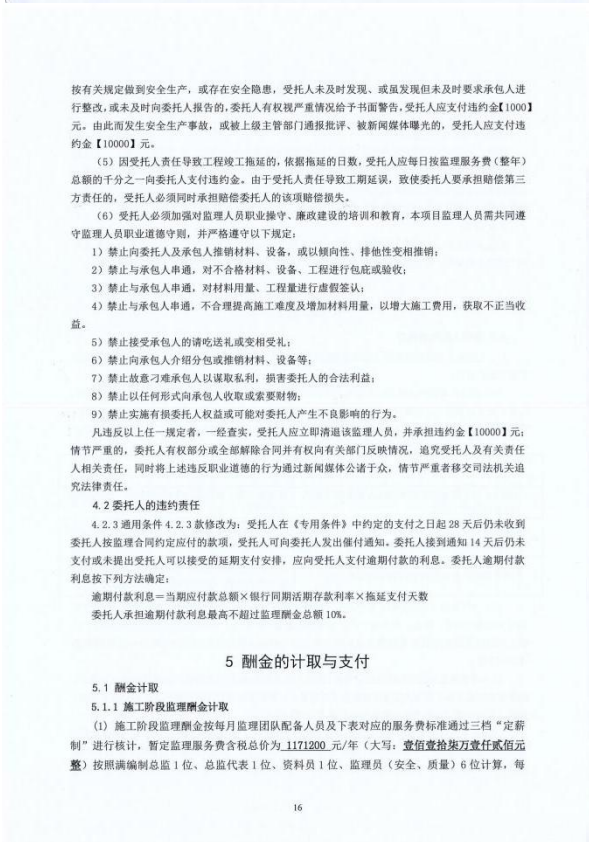 按有关规定做到安全生产，或存在安全隐患，受托人未及时发现、或虽发现但未及时要求承包人进
行整改，或未及时向委托人报告的，委托人有权视严重情况给予书面警告，受托人应支付违约金【1000】
元。由此而发生安全生产事故，或被上级主管部门通报批评、被新闻媒体曝光的，受托人应支付违
约金【10000】元。
（5）因受托人责任导致工程竣工拖延的，依据拖延的日数，受托人应每日按监理服务费（整年）
总额的千分之一向委托人支付违约金。由于受托人责任导致工期延误，致使委托人要承担赔偿第三
方责任的，受托人必须同时承担赔偿委托人的该项赔偿损失。
（6）受托人必须加强对监理人员职业操守、廉政建设的培训和教育，本项目监理人员需共同遵
守监理人员职业道德守则，并严格遵守以下规定：
1）禁止向委托人及承包人推销材料、设备，或以倾向性、排他性变相推销；
2）禁止与承包人串通，对不合格材料、设备、工程进行包庇或验收；
3）禁止与承包人串通，对材料用量、工程量进行虚假签认；
4）禁止与承包人串通，不合理提高施工难度及增加材料用量，以增大施工费用，获取不正当收
益。
5）禁止接受承包人的请吃送礼或变相受礼；
6）禁止向承包人介绍分包或推销材料、设备等；
7）禁止故意刁难承包人以谋取私利，损害委托人的合法利益；
8）禁止以任何形式向承包人收取或索要财物；
9）禁止实施有损委托人权益或可能对委托人产生不良影响的行为。
凡违反以上任一规定者，一经查实，受托人应立即清退该监理人员，并承担违约金【10000】元；
情节严重的，委托人有权部分或全部解除合同并有权向有关部门反映情况，追究受托人及有关责任
人相关责任，同时将上述违反职业道德的行为通过新闻媒体公诸于众，情节严重者移交司法机关追
究法律责任。
4.2 委托人的违约责任
4.2.3 通用条件 4.2.3 款修改为：受托人在《专用条件》中约定的支付之日起 28 天后仍未收到
委托人按监理合同约定应付的款项，受托人可向委托人发出催付通知。委托人接到通知 14 天后仍未
支付或未提出受托人可以接受的延期支付安排，应向受托人支付逾期付款的利息。委托人逾期付款
利息按下列方法确定：
逾期付款利息＝当期应付款总额×银行同期活期存款利率×拖延支付天数
委托人承担逾期付款利息最高不超过监理酬金总额 10%。
5 酬金的计取与支付
5.1 酬金计取
5.1.1 施工阶段监理酬金计取
(1) 施工阶段监理酬金按每月监理团队配备人员及下表对应的服务费标准通过三档“定薪
制”进行核计，暂定监理服务费含税总价为 1171200 元/年（大写：壹佰壹拾柒万壹仟贰佰元
整）按照满编制总监 1 位、总监代表 1 位、资料员 1 位、监理员（安全、质量）6 位计算，每
16